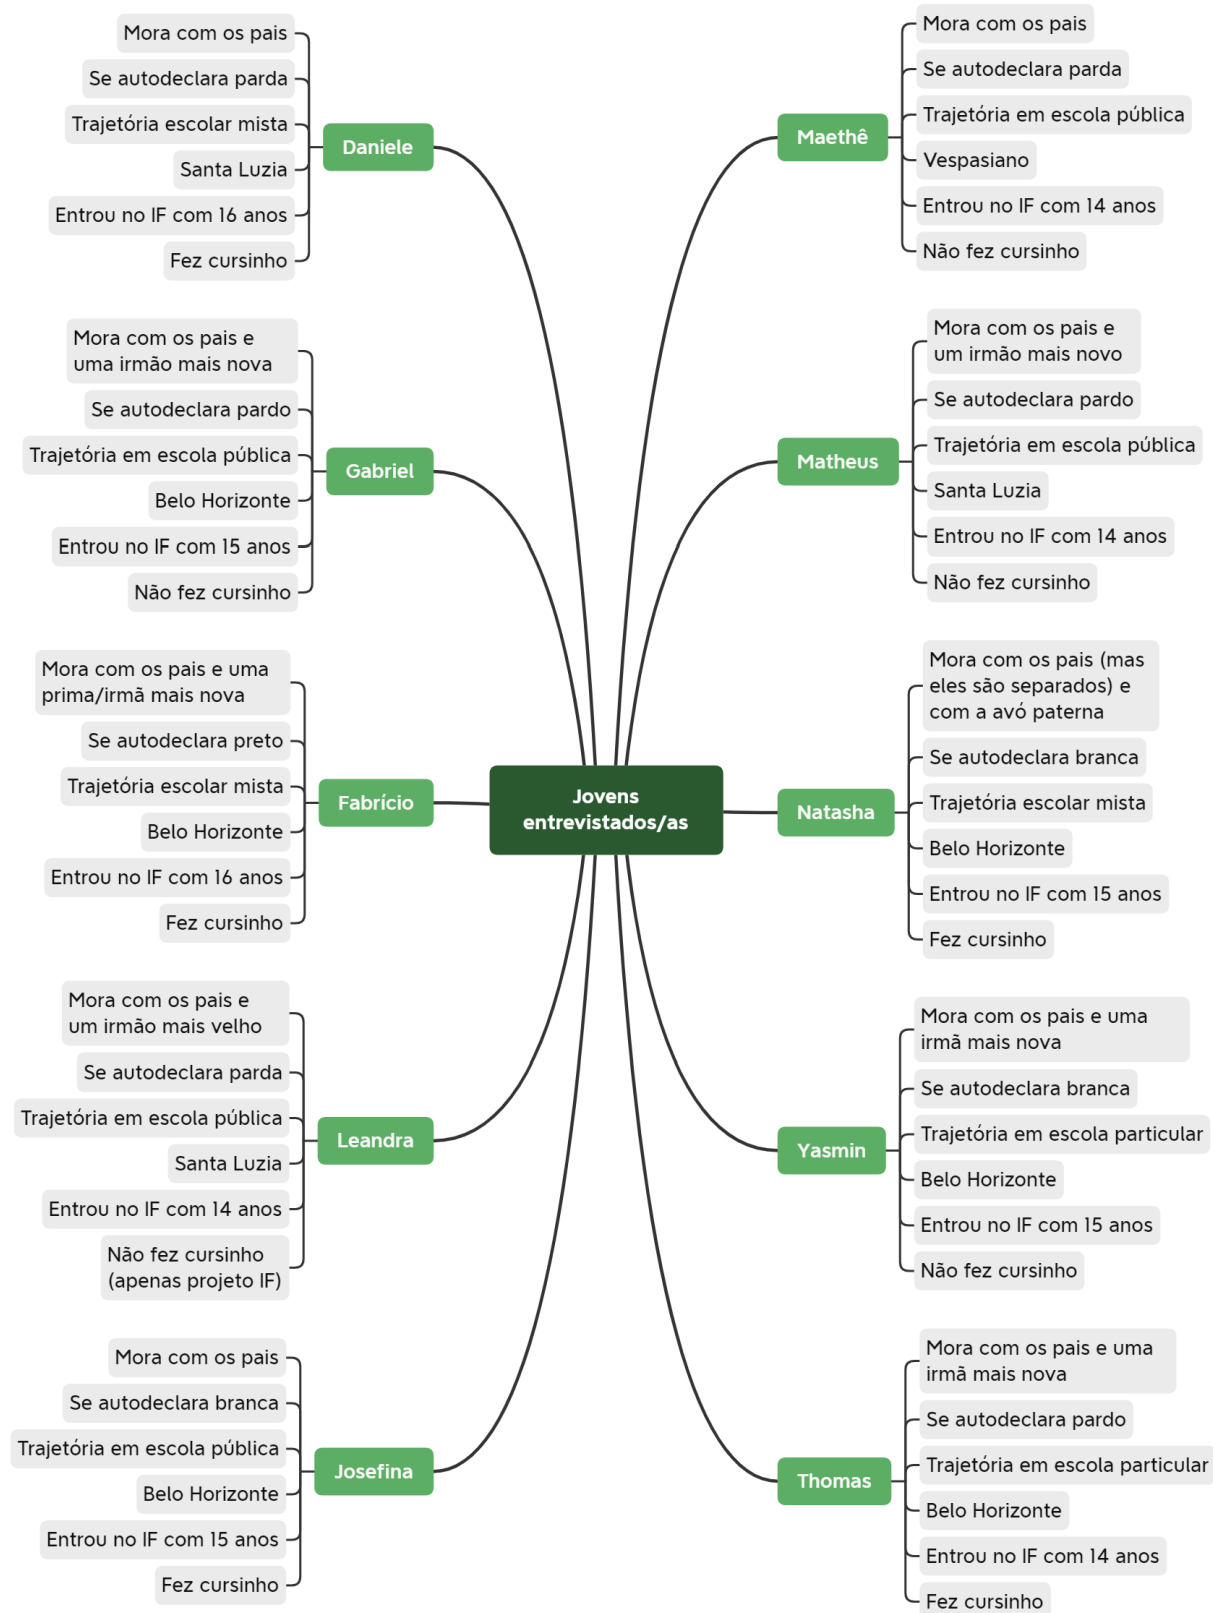 Jovens
entrevistados/as
Daniele
Mora com os pais
Se autodeclara parda
Trajetória escolar mista
Santa Luzia
Entrou no IF com 16 anos
Fez cursinho
Gabriel
Mora com os pais e
uma irmão mais nova
Se autodeclara pardo
Trajetória em escola pública
Belo Horizonte
Entrou no IF com 15 anos
Não fez cursinho
Fabrício
Mora com os pais e uma
prima/irmã mais nova
Se autodeclara preto
Trajetória escolar mista
Belo Horizonte
Entrou no IF com 16 anos
Fez cursinho
Leandra
Mora com os pais e
um irmão mais velho
Se autodeclara parda
Trajetória em escola pública
Santa Luzia
Entrou no IF com 14 anos
Não fez cursinho
(apenas projeto IF)
Josefina
Mora com os pais
Se autodeclara branca
Trajetória em escola pública
Belo Horizonte
Entrou no IF com 15 anos
Fez cursinho
Maethê
Mora com os pais
Se autodeclara parda
Trajetória em escola pública
Vespasiano
Entrou no IF com 14 anos
Não fez cursinho
Matheus
Mora com os pais e
um irmão mais novo
Se autodeclara pardo
Trajetória em escola pública
Santa Luzia
Entrou no IF com 14 anos
Não fez cursinho
Natasha
Mora com os pais (mas
eles são separados) e
com a avó paterna
Se autodeclara branca
Trajetória escolar mista
Belo Horizonte
Entrou no IF com 15 anos
Fez cursinho
Yasmin
Mora com os pais e uma
irmã mais nova
Se autodeclara branca
Trajetória em escola particular
Belo Horizonte
Entrou no IF com 15 anos
Não fez cursinho
Thomas
Mora com os pais e uma
irmã mais nova
Se autodeclara pardo
Trajetória em escola particular
Belo Horizonte
Entrou no IF com 14 anos
Fez cursinho